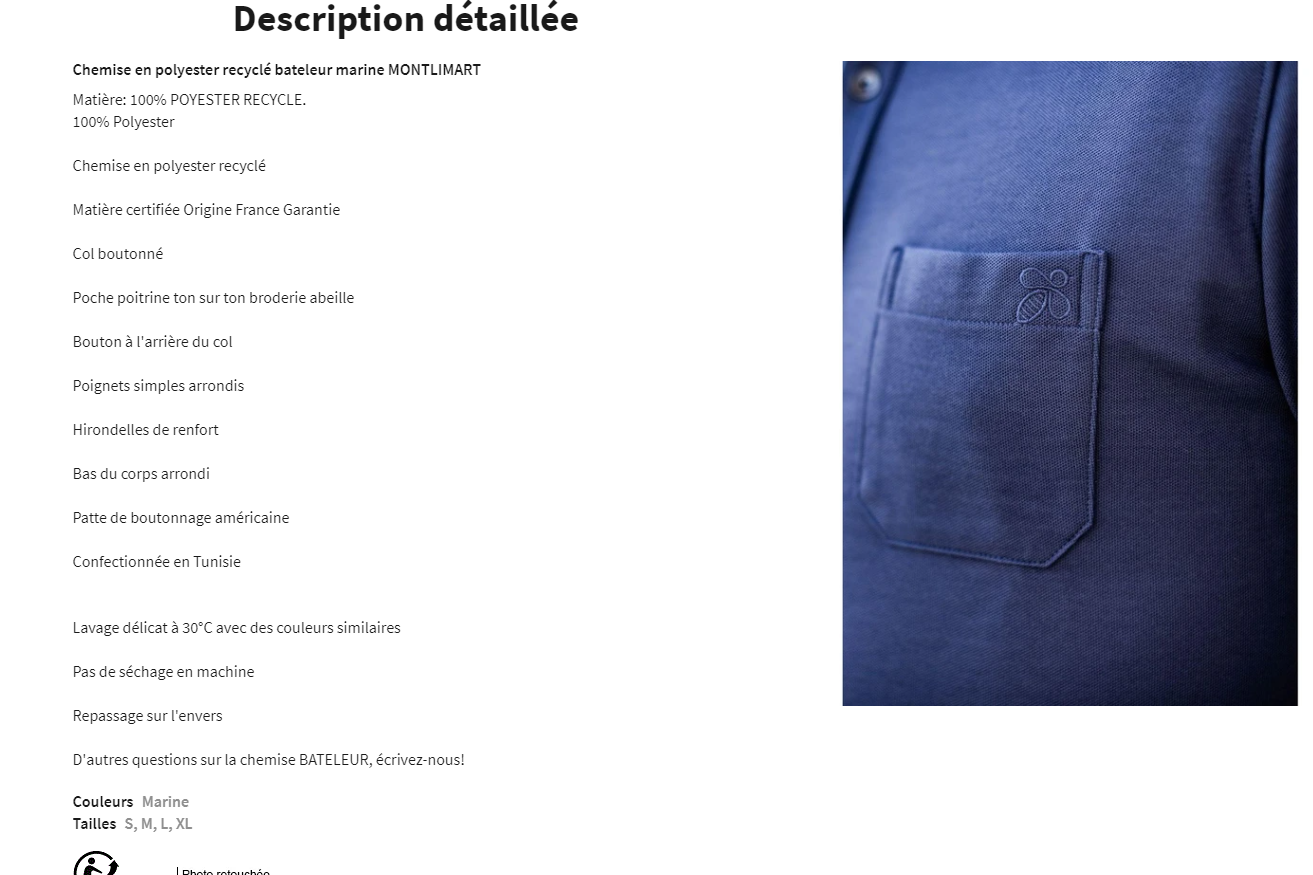 Description détaillée
Chemise en polyester recyclé bateleur marine MONTLIMART
Matière: 100% POYESTER RECYCLE.
100% Polyester
Chemise en polyester recyclé
Matière certifiée Origine France Garantie
Col boutonné
Poche poitrine ton sur ton broderie abeille
Bouton à l'arrière du col
Poignets simples arrondis
Hirondelles de renfort
Bas du corps arrondi
Patte de boutonnage américaine
Confectionnée en Tunisie
Lavage délicat à 30°C avec des couleurs similaires
Pas de séchage en machine
Repassage sur l'envers
D'autres questions sur la chemise BATELEUR, écrivez-nous!
Couleurs Marine
Tailles S, M, L, XL
Photo retouchée